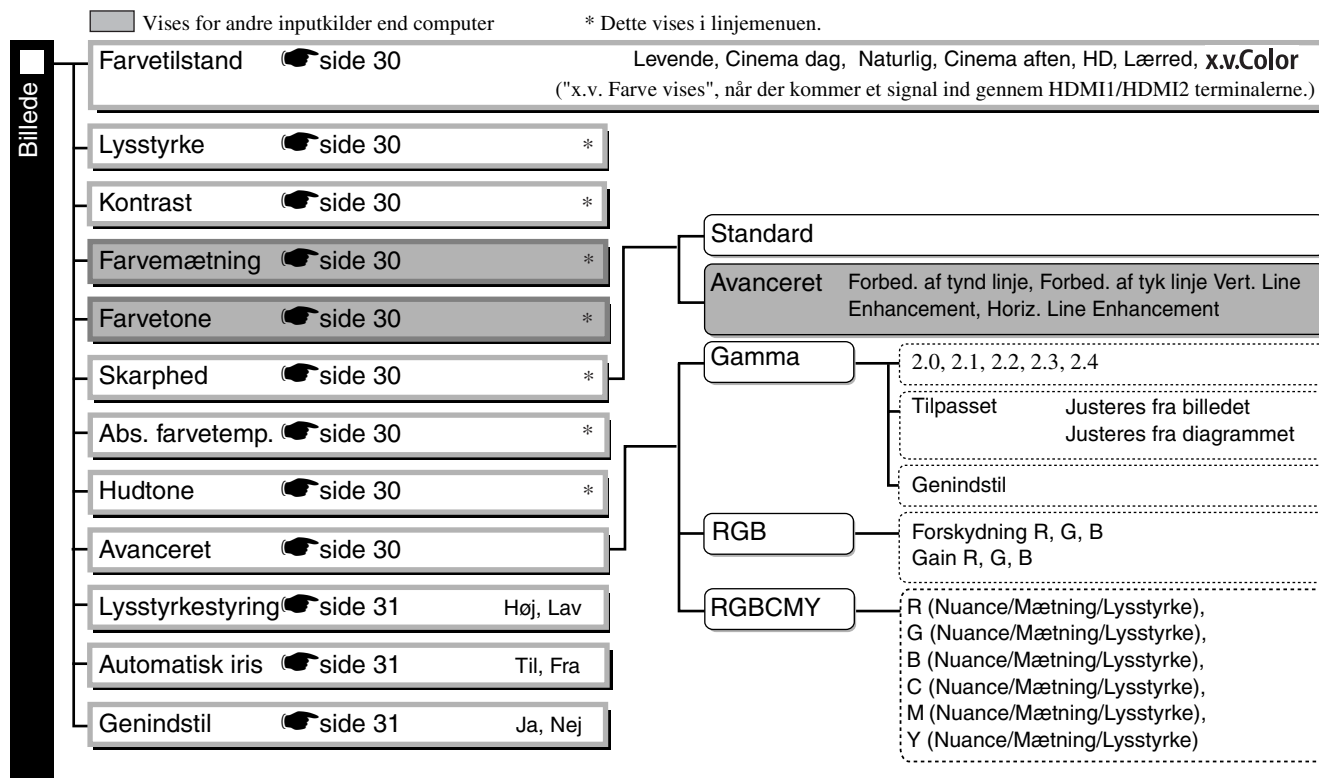 Vises for andre inputkilder end computer * Dette vises i linjemenuen.
Billede
Farvetilstand side 30 Levende, Cinema dag, Naturlig, Cinema aften, HD, Lærred, x.v.Color
("x.v. Farve vises", når der kommer et signal ind gennem HDMI1/HDMI2 terminalerne.)
Lysstyrke side 30 *
Kontrast side 30 *
Farvemætning side 30 *
Farvetone side 30 *
Skarphed side 30 *
Abs. farvetemp. side 30 *
Hudtone side 30 *
Avanceret side 30
Lysstyrkestyring side 31 Høj, Lav
Automatisk iris side 31 Til, Fra
Genindstil side 31 Ja, Nej
Standard
Avanceret Forbed. af tynd linje, Forbed. af tyk linje Vert. Line
Enhancement, Horiz. Line Enhancement
Gamma
2.0, 2.1, 2.2, 2.3, 2.4
Tilpasset Justeres fra billedet
Justeres fra diagrammet
Genindstil
RGB
Forskydning R, G, B
Gain R, G, B
RGBCMY
R (Nuance/Mætning/Lysstyrke),
G (Nuance/Mætning/Lysstyrke),
B (Nuance/Mætning/Lysstyrke),
C (Nuance/Mætning/Lysstyrke),
M (Nuance/Mætning/Lysstyrke),
Y (Nuance/Mætning/Lysstyrke)